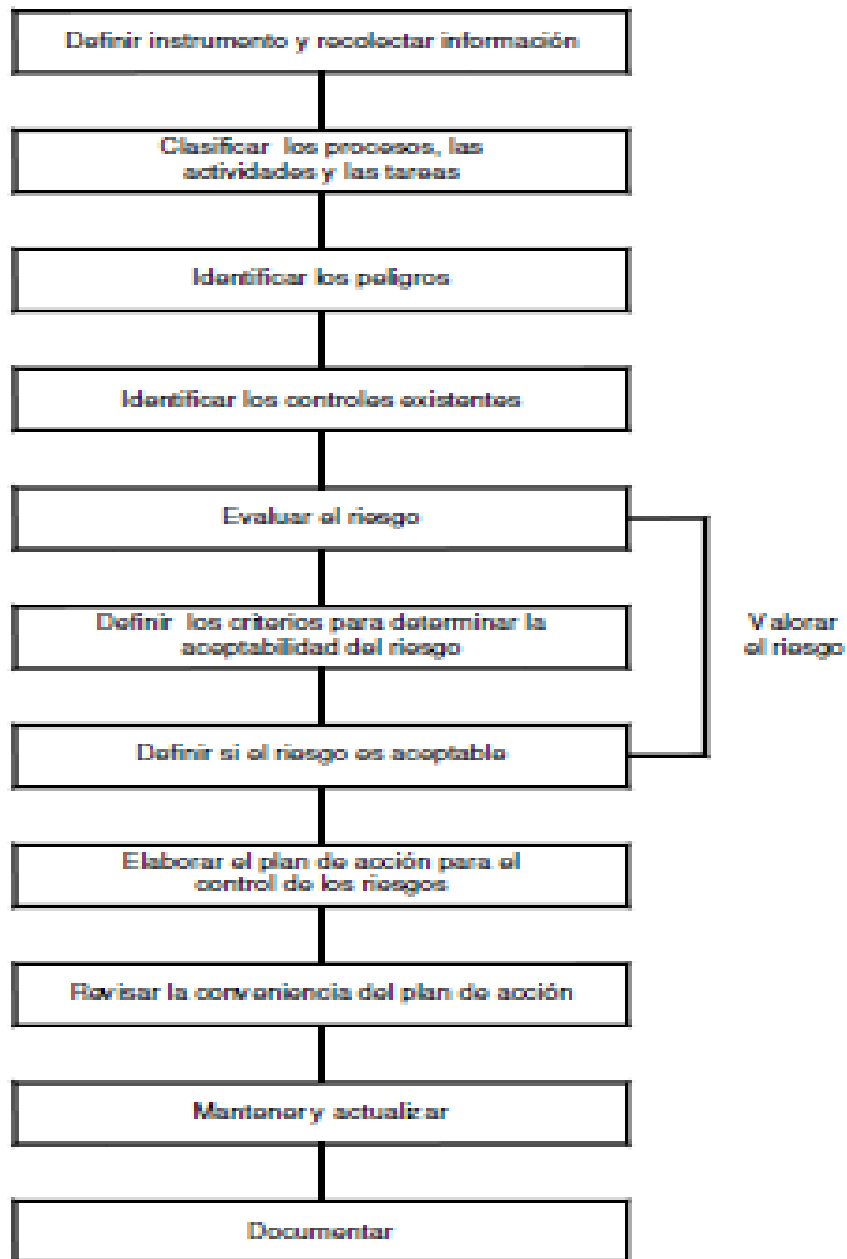 Definir instrumento y recolectar información
Clasificar los procesos, las
actividades y las tareas
Identificar los peligros
Identificar los controles existentes
Evaluar el riesgo
Definir los criterios para determinar la
aceptabilidad del riesgo
Valorar
el riesgo
Definir si el riesgo es aceptable
Elaborar el plan de acción para el
control de los riesgos
Revisar la conveniencia del plan de acción
Mantener y actualizar
Documentar